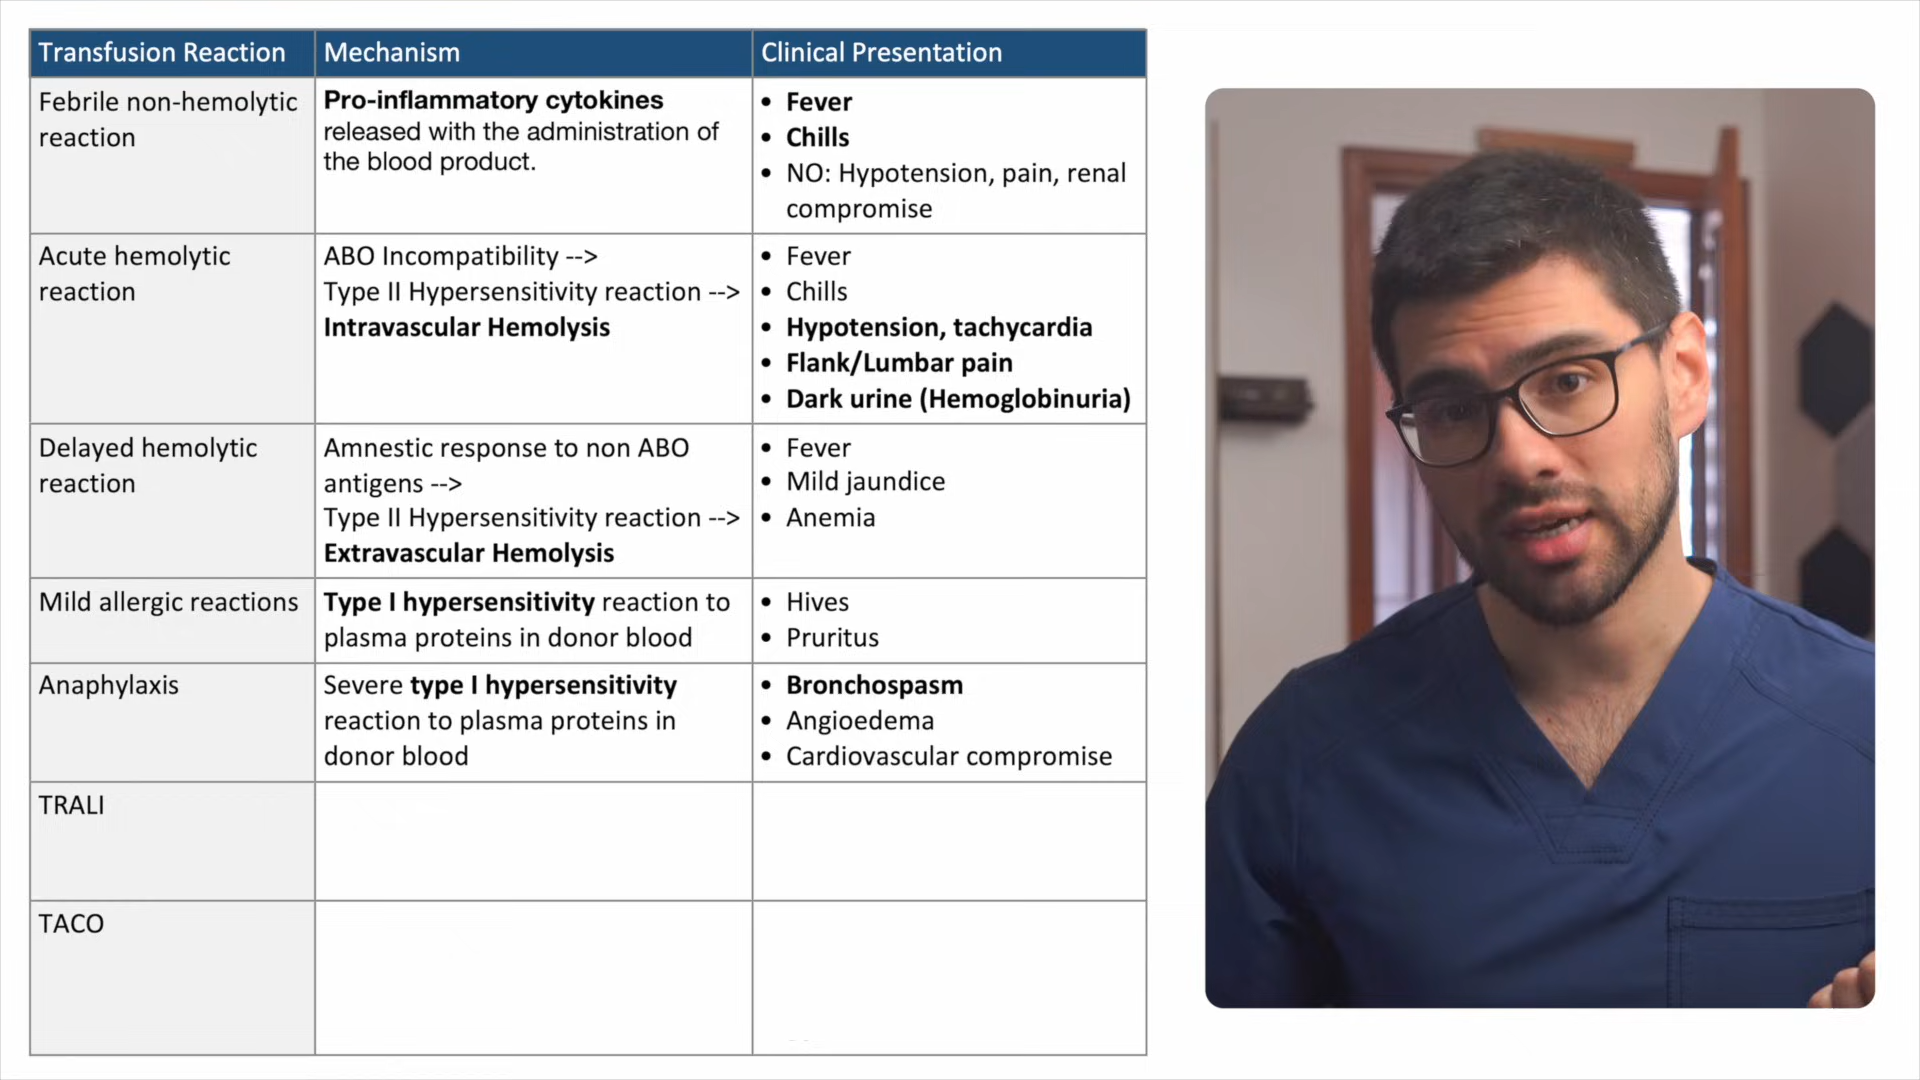 Transfusion Reaction
Mechanism
Clinical Presentation
Febrile non-hemolytic
reaction
Pro-inflammatory cytokines
released with the administration of
the blood product.
• Fever
• Chills
• NO: Hypotension, pain, renal
compromise
Acute hemolytic
reaction
ABO Incompatibility -->
Type II Hypersensitivity reaction -->
Intravascular Hemolysis
• Fever
• Chills
• Hypotension, tachycardia
• Flank/Lumbar pain
• Dark urine (Hemoglobinuria)
Delayed hemolytic
reaction
Amnestic response to non ABO
antigens -->
Type II Hypersensitivity reaction -->
Extravascular Hemolysis
• Fever
• Mild jaundice
• Anemia
Mild allergic reactions
Type I hypersensitivity reaction to
plasma proteins in donor blood
• Hives
• Pruritus
Anaphylaxis
Severe type I hypersensitivity
reaction to plasma proteins in
donor blood
• Bronchospasm
• Angioedema
• Cardiovascular compromise
TRALI
TACO